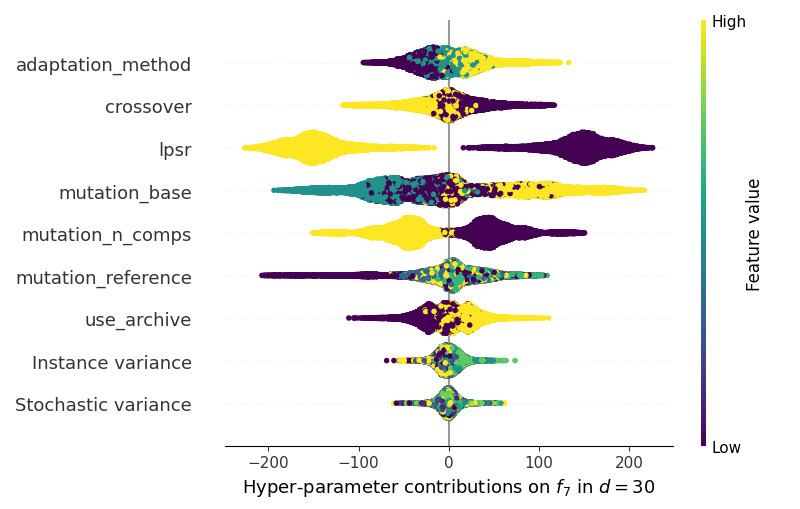 High
adaptation_method
crossover
lpsr
mutation_base
mutation_n_comps
mutation_reference
use_archive
Instance variance
Stochastic variance
Feature value
Low
−200 −100 0 100 200
Hyper-parameter contributions on f₇ in d = 30